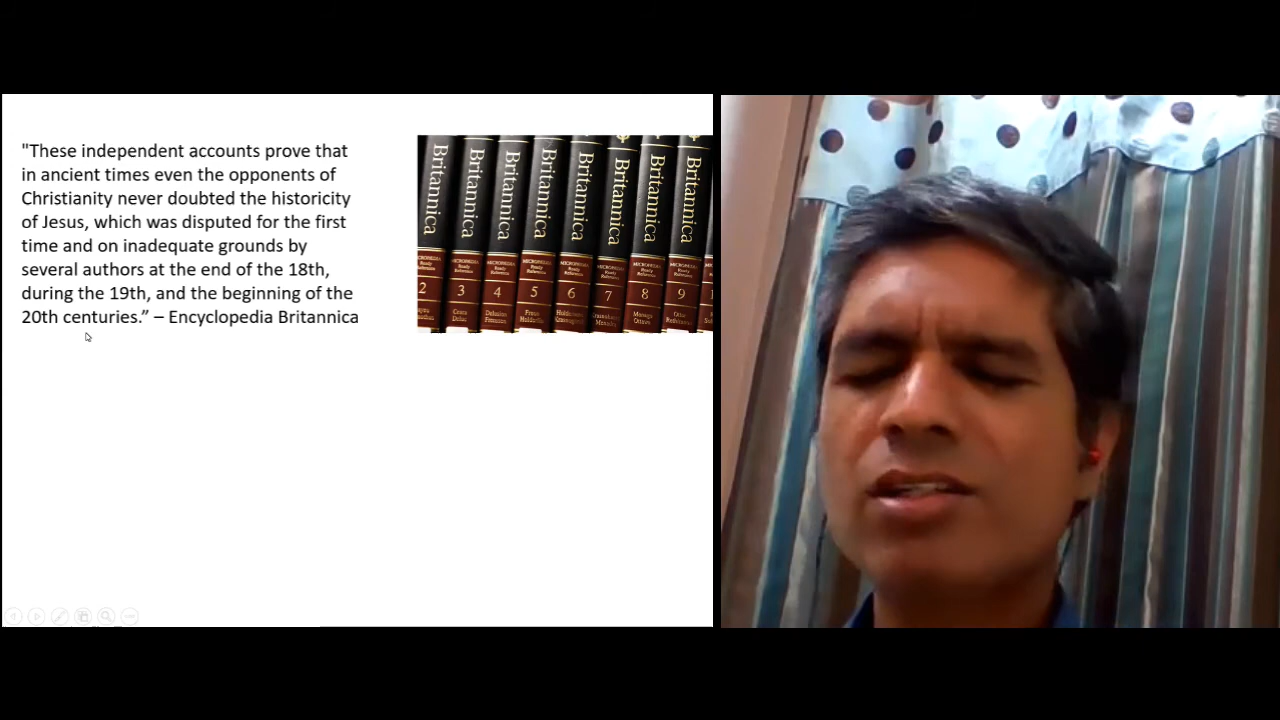 "These independent accounts prove that
in ancient times even the opponents of
Christianity never doubted the historicity
of Jesus, which was disputed for the first
time and on inadequate grounds by
several authors at the end of the 18th,
during the 19th, and the beginning of the
20th centuries.” – Encyclopedia Britannica
Britannica Britannica Britannica Britannica Britannica Britannica Britannica Britannica
2 3 4 5 6 7 8 9